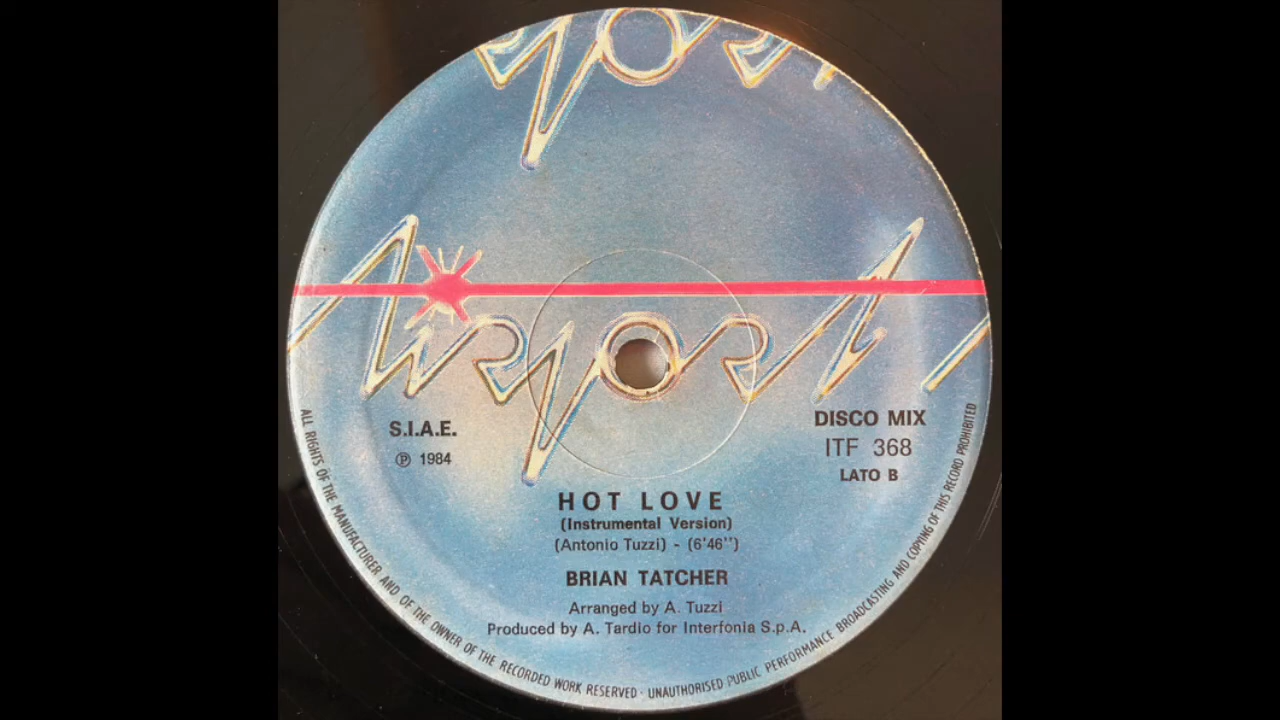 Airport
S.I.A.E.
℗ 1984
DISCO MIX
ITF 368
LATO B
HOT LOVE
(Instrumental Version)
(Antonio Tuzzi) - (6'46'')
BRIAN TATCHER
Arranged by A. Tuzzi
Produced by A. Tardio for Interfonia S.p.A.
ALL RIGHTS OF THE MANUFACTURER AND OF THE OWNER OF THE RECORDED WORK RESERVED · UNAUTHORISED PUBLIC PERFORMANCE BROADCASTING AND COPYING OF THIS RECORD PROHIBITED